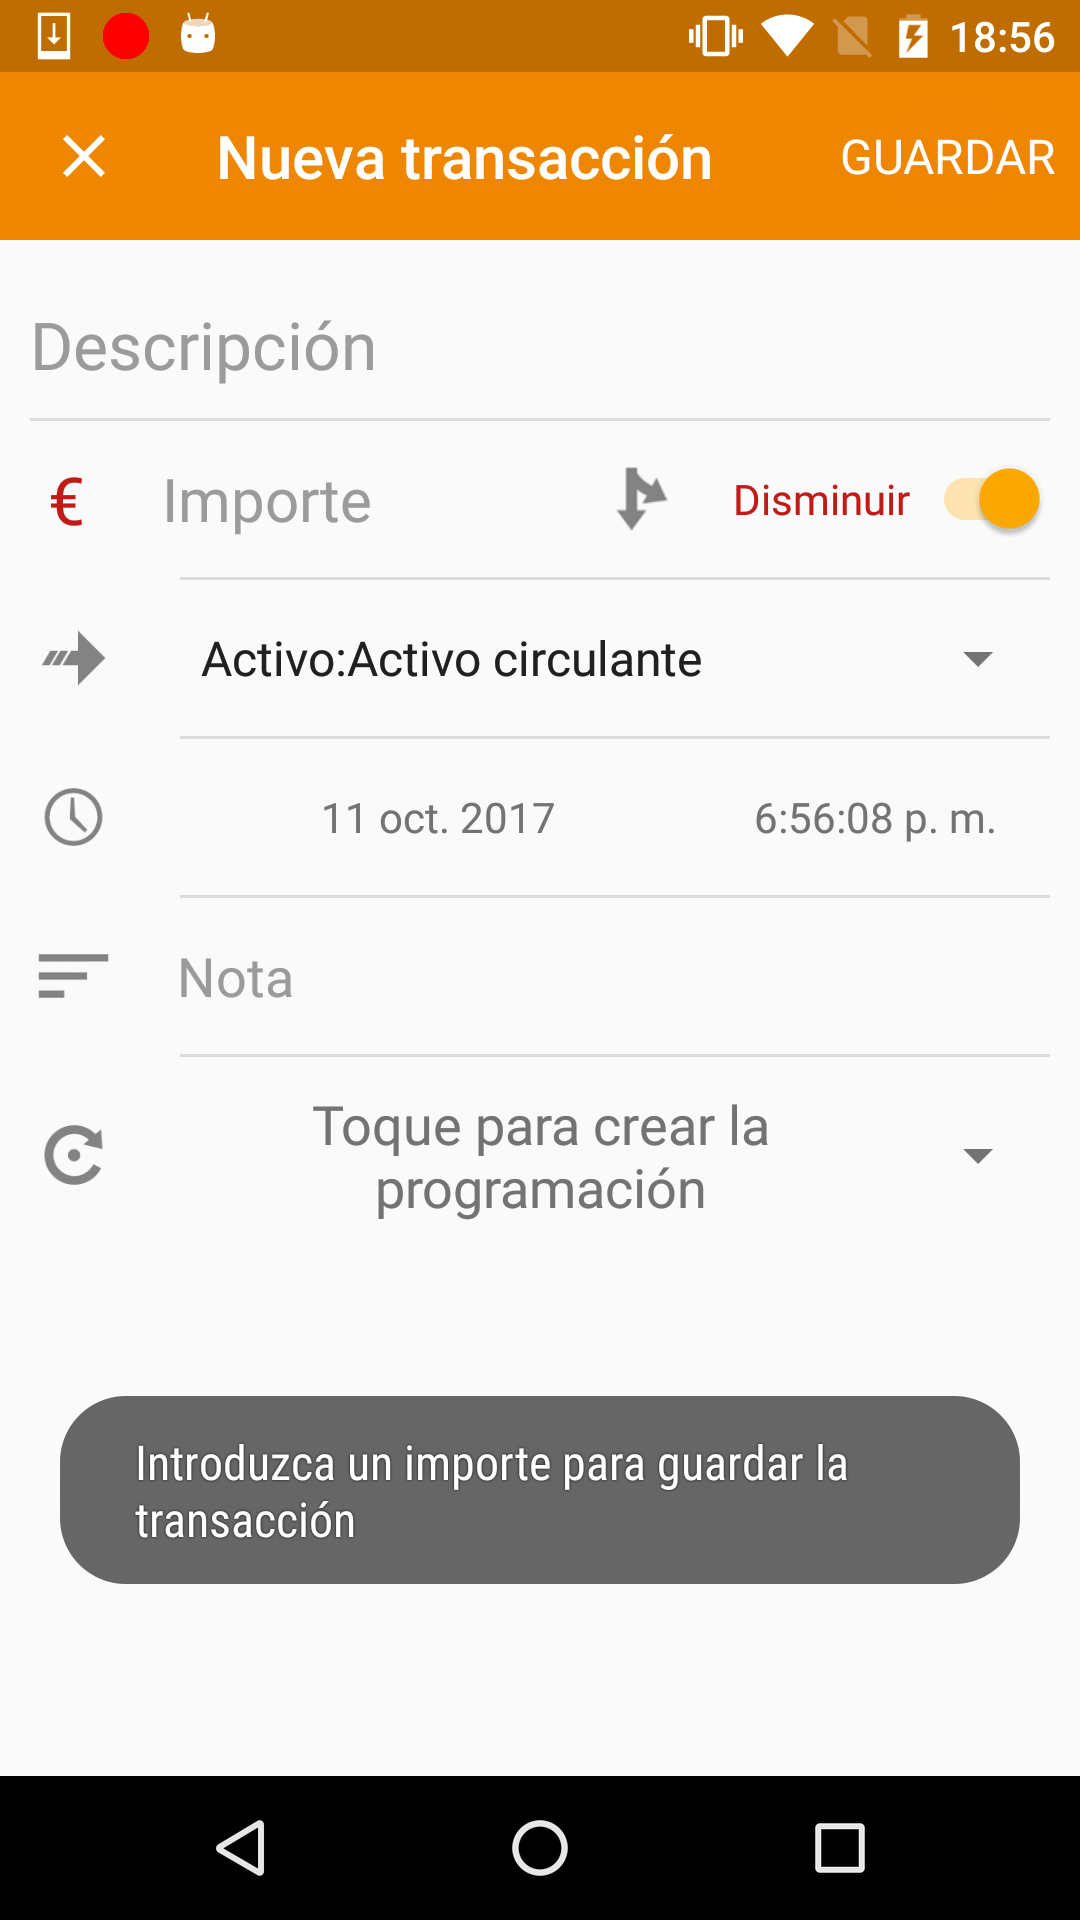 18:56
Nueva transacción GUARDAR
Descripción
€ Importe Disminuir
Activo:Activo circulante
11 oct. 2017 6:56:08 p. m.
Nota
Toque para crear la
programación
Introduzca un importe para guardar la
transacción